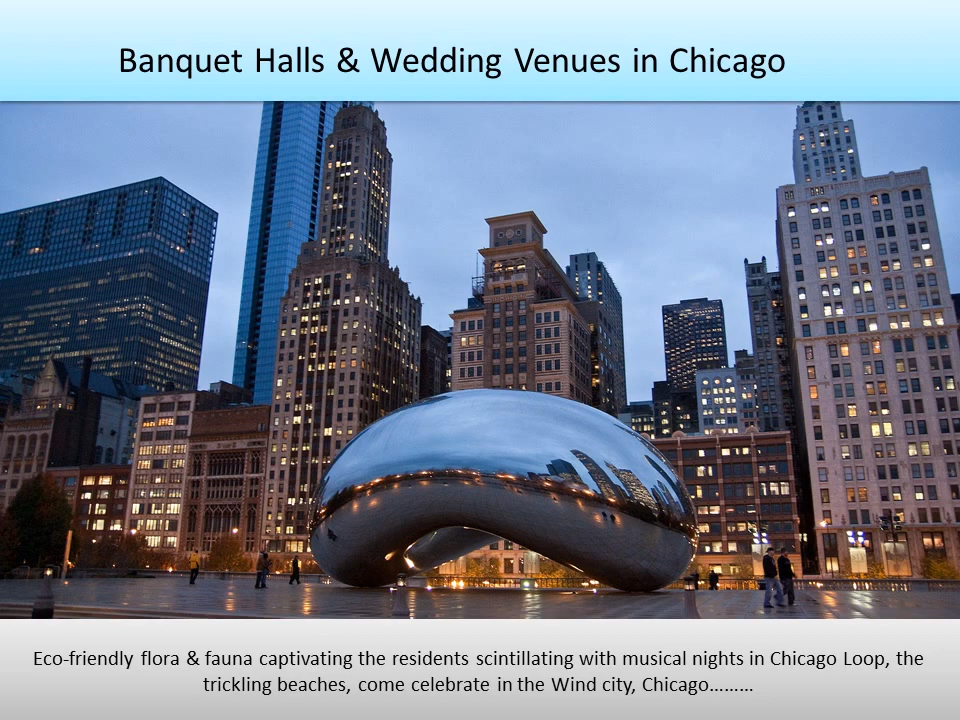 Banquet Halls & Wedding Venues in Chicago
Eco-friendly flora & fauna captivating the residents scintillating with musical nights in Chicago Loop, the
trickling beaches, come celebrate in the Wind city, Chicago………